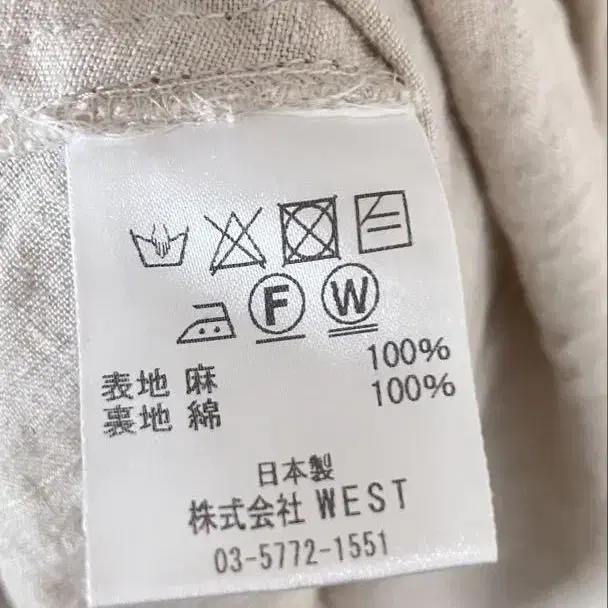 F W
表地 麻 100%
裏地 綿 100%
日本製
株式会社 WEST
03-5772-1551